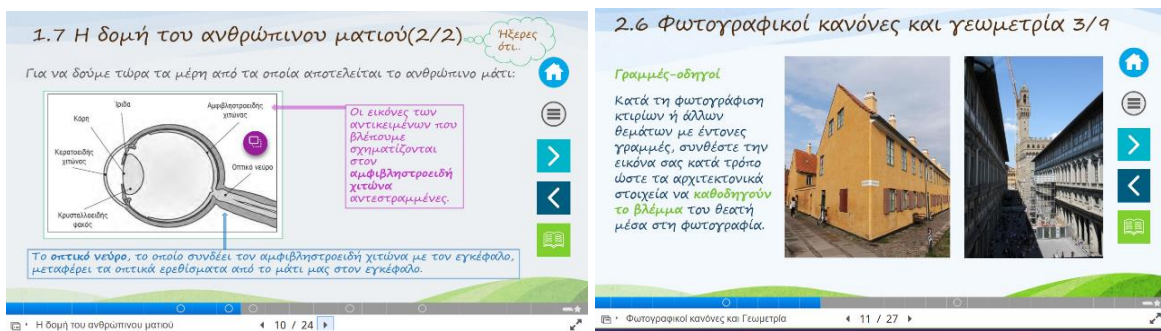 1.7 Η δομή του ανθρώπινου ματιού(2/2)
Ήξερες
ότι..
Για να δούμε τώρα τα μέρη από τα οποία αποτελείται το ανθρώπινο μάτι:
Ίριδα
Αμφιβληστροειδής
χιτώνας
Κόρη
Κερατοειδής
χιτώνας
Οπτικό νεύρο
Κρυσταλλοειδής
φακός
Οι εικόνες των
αντικειμένων που
βλέπουμε
σχηματίζονται
στον
αμφιβληστροειδή
χιτώνα
αντεστραμμένες.
Το οπτικό νεύρο, το οποίο συνδέει τον αμφιβληστροειδή χιτώνα με τον εγκέφαλο,
μεταφέρει τα οπτικά ερεθίσματα από το μάτι μας στον εγκέφαλο.
Η δομή του ανθρώπινου ματιού
10 / 24
2.6 Φωτογραφικοί κανόνες και γεωμετρία 3/9
Γραμμές-οδηγοί
Κατά τη φωτογράφιση
κτιρίων ή άλλων
θεμάτων με έντονες
γραμμές, συνθέστε την
εικόνα σας κατά τρόπο
ώστε τα αρχιτεκτονικά
στοιχεία να καθοδηγούν
το βλέμμα του θεατή
μέσα στη φωτογραφία.
Φωτογραφικοί κανόνες και Γεωμετρία
11 / 27